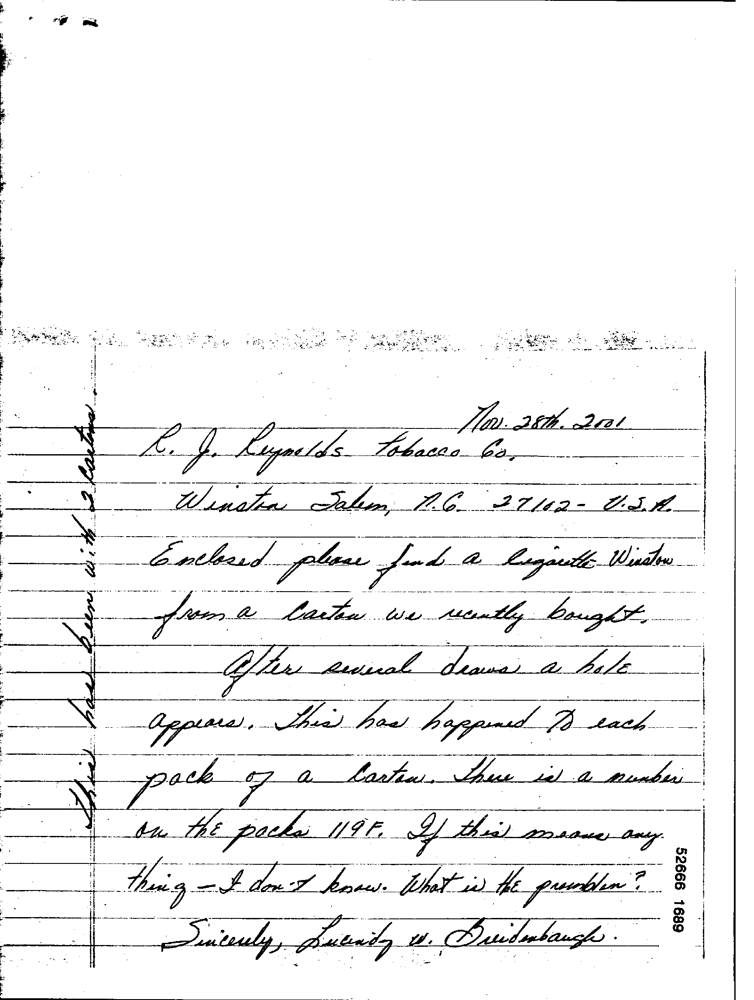 Nov. 28th. 2001
R. J. Reynolds Tobacco Co.
Winston Salem, N.C. 27102- U.S.A.
Enclosed please find a Cigarette Winston
from a Carton we recently bought.
After several draws a hole
appears. This has happened To each
pack of a Carton. There is a number
on the packs 119F. If this means any
thing - I don't know. What is the
Sincerely, W. Breidenbaugh.
This has been with 2 Cartons.
52666 1689